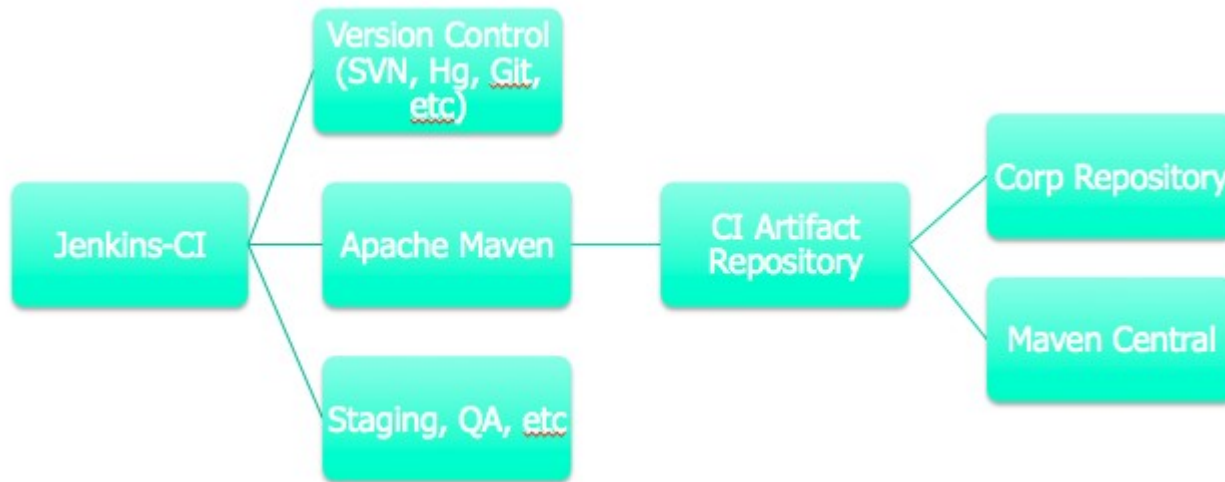 Version Control
(SVN, Hg, Git,
etc)
Jenkins-CI
Apache Maven
Staging, QA, etc
CI Artifact
Repository
Corp Repository
Maven Central